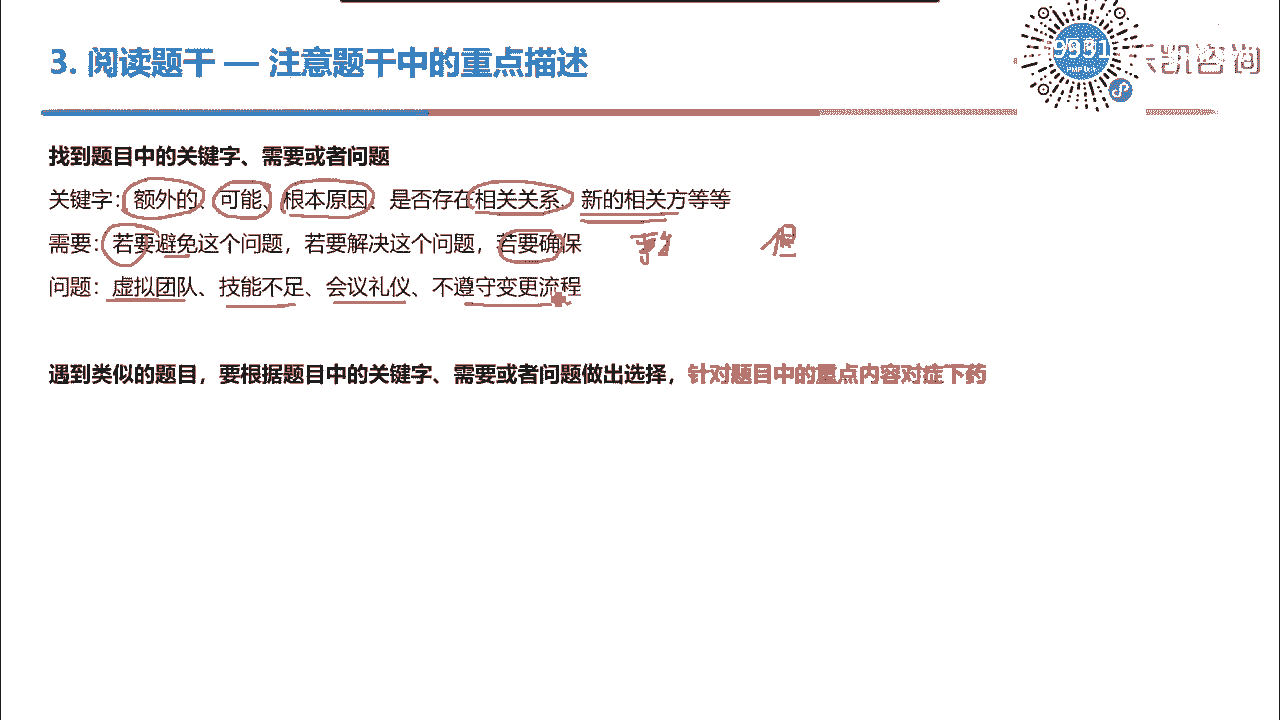 3. 阅读题干 — 注意题干中的重点描述
找到题目中的关键字、需要或者问题
关键字：额外的、可能、根本原因、是否存在相关关系、新的相关方等等
需要：若要避免这个问题，若要解决这个问题，若要确保
问题：虚拟团队、技能不足、会议礼仪、不遵守变更流程
遇到类似的题目，要根据题目中的关键字、需要或者问题做出选择，针对题目中的重点内容对症下药